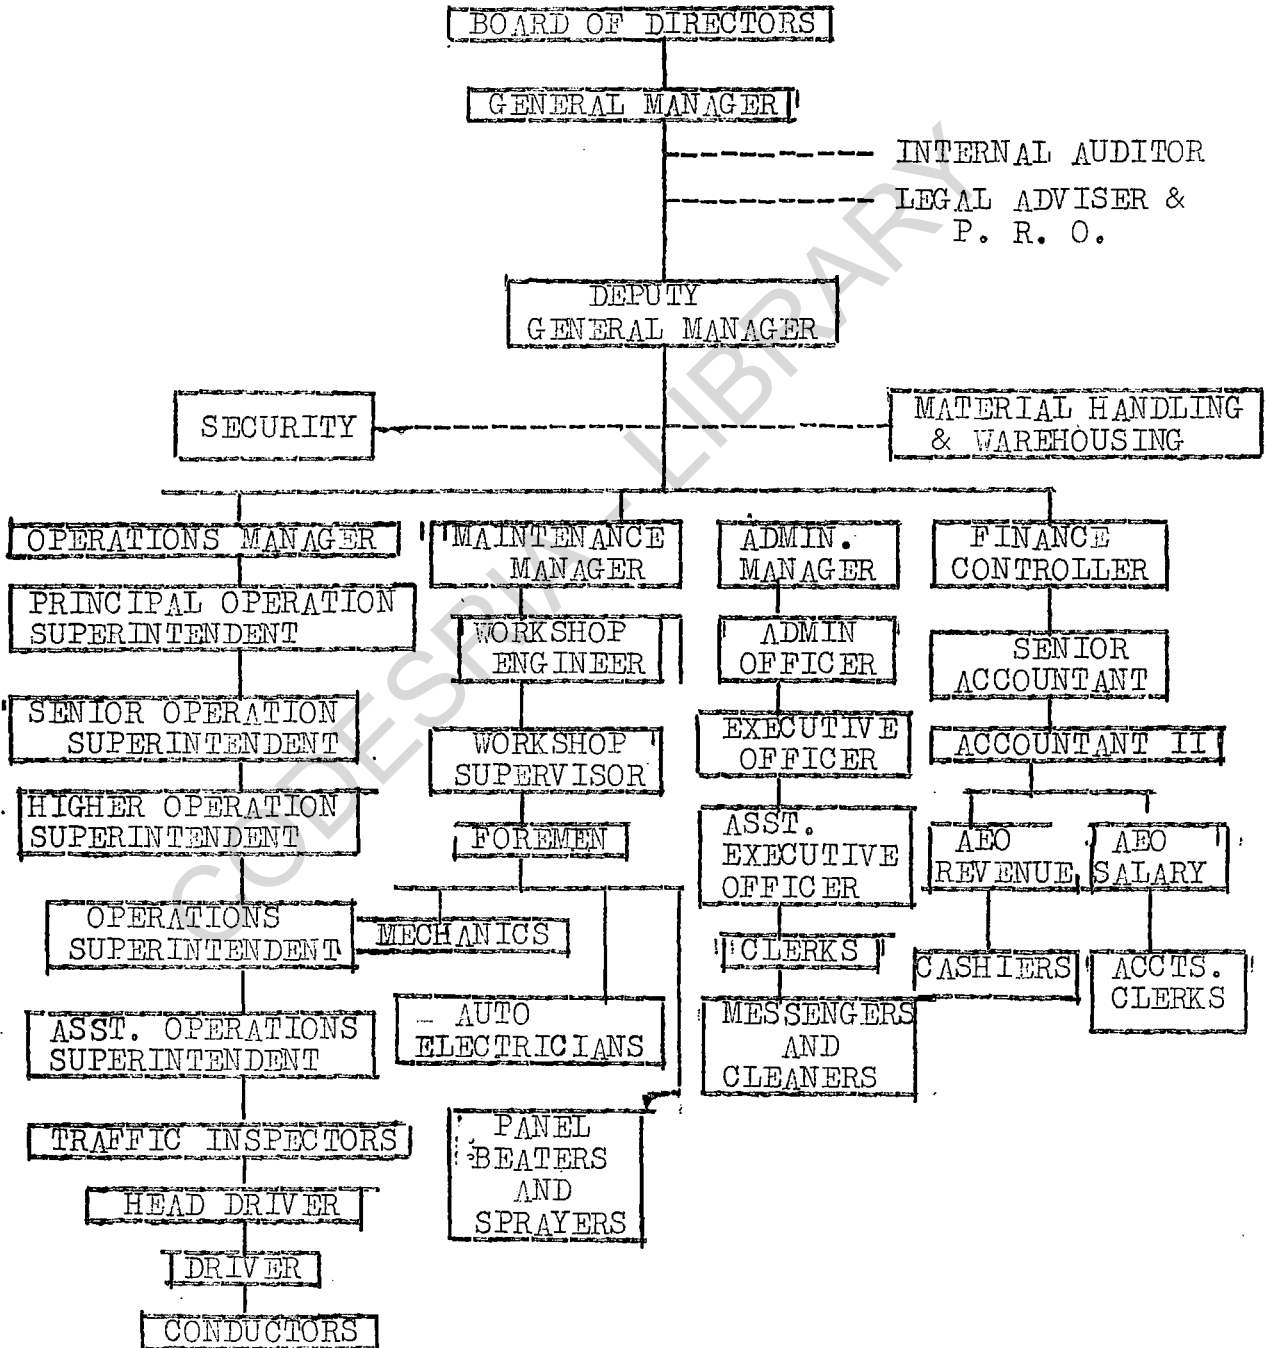 BOARD OF DIRECTORS
GENERAL MANAGER
INTERNAL AUDITOR
LEGAL ADVISER &
P. R. O.
DEPUTY
GENERAL MANAGER
SECURITY
MATERIAL HANDLING
& WAREHOUSING
OPERATIONS MANAGER
PRINCIPAL OPERATION
SUPERINTENDENT
SENIOR OPERATION
SUPERINTENDENT
HIGHER OPERATION
SUPERINTENDENT
OPERATIONS
SUPERINTENDENT
ASST. OPERATIONS
SUPERINTENDENT
TRAFFIC INSPECTORS
HEAD DRIVER
DRIVER
CONDUCTORS
MAINTENANCE
MANAGER
WORKSHOP
ENGINEER
WORKSHOP
SUPERVISOR
FOREMEN
MECHANICS
AUTO
ELECTRICIANS
PANEL
BEATERS
AND
SPRAYERS
ADMIN.
MANAGER
ADMIN
OFFICER
EXECUTIVE
OFFICER
ASST.
EXECUTIVE
OFFICER
CLERKS
MESSENGERS
AND
CLEANERS
FINANCE
CONTROLLER
SENIOR
ACCOUNTANT
ACCOUNTANT II
AEO
REVENUE
CASHIERS
AEO
SALARY
ACCTS.
CLERKS
CODESRIA - LIBRARY